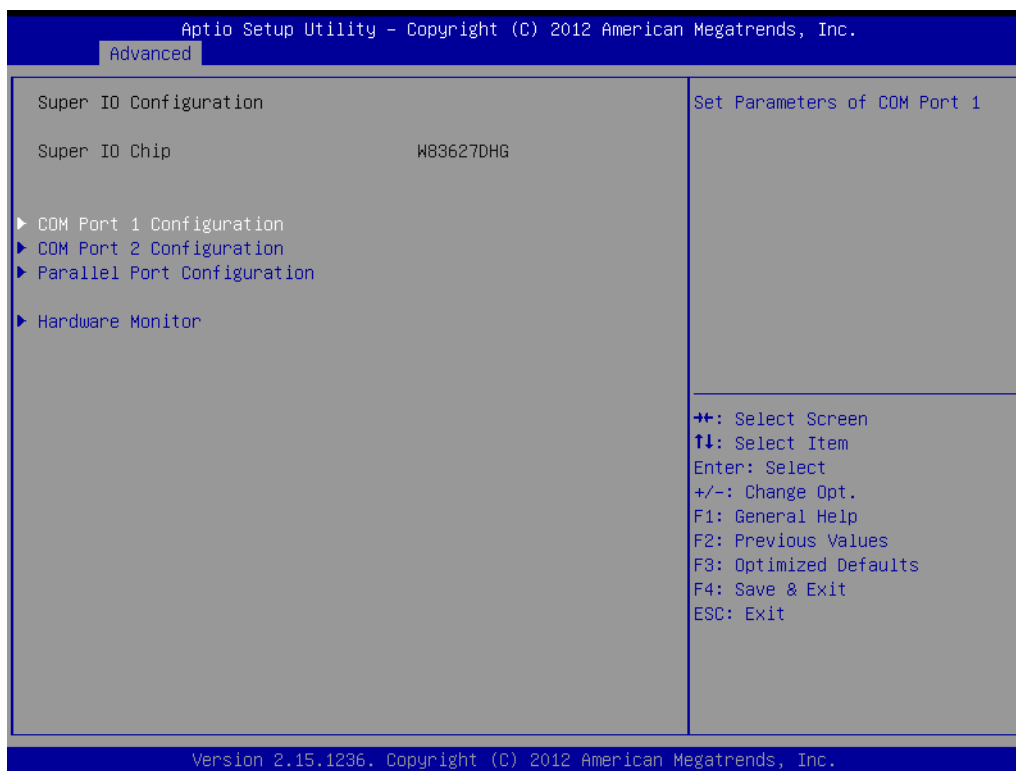 Aptio Setup Utility – Copyright (C) 2012 American Megatrends, Inc.
Advanced
Super IO Configuration
Super IO Chip W83627DHG
▶ COM Port 1 Configuration
▶ COM Port 2 Configuration
▶ Parallel Port Configuration
▶ Hardware Monitor
Set Parameters of COM Port 1
→←: Select Screen
↑↓: Select Item
Enter: Select
+/-: Change Opt.
F1: General Help
F2: Previous Values
F3: Optimized Defaults
F4: Save & Exit
ESC: Exit
Version 2.15.1236. Copyright (C) 2012 American Megatrends, Inc.